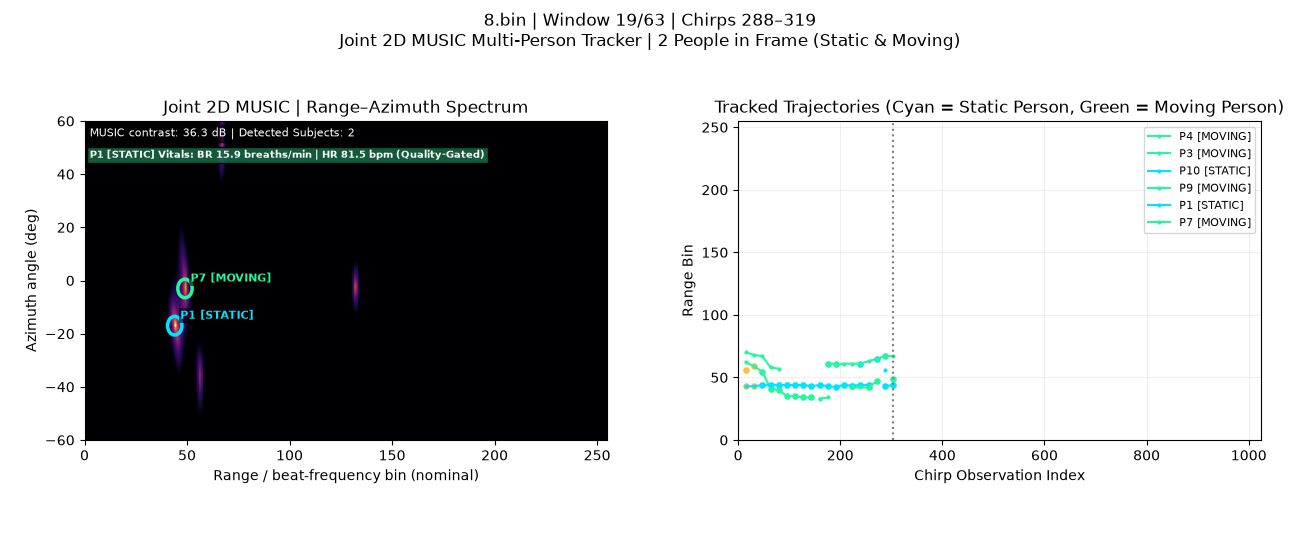 8.bin | Window 19/63 | Chirps 288–319
Joint 2D MUSIC Multi-Person Tracker | 2 People in Frame (Static & Moving)
Joint 2D MUSIC | Range–Azimuth Spectrum
MUSIC contrast: 36.3 dB | Detected Subjects: 2
P1 [STATIC] Vitals: BR 15.9 breaths/min | HR 81.5 bpm (Quality-Gated)
P7 [MOVING]
P1 [STATIC]
60
40
20
0
−20
−40
−60
Azimuth angle (deg)
0
50
100
150
200
250
Range / beat-frequency bin (nominal)
Tracked Trajectories (Cyan = Static Person, Green = Moving Person)
P4 [MOVING]
P3 [MOVING]
P10 [STATIC]
P9 [MOVING]
P1 [STATIC]
P7 [MOVING]
250
200
150
100
50
0
Range Bin
0
200
400
600
800
1000
Chirp Observation Index